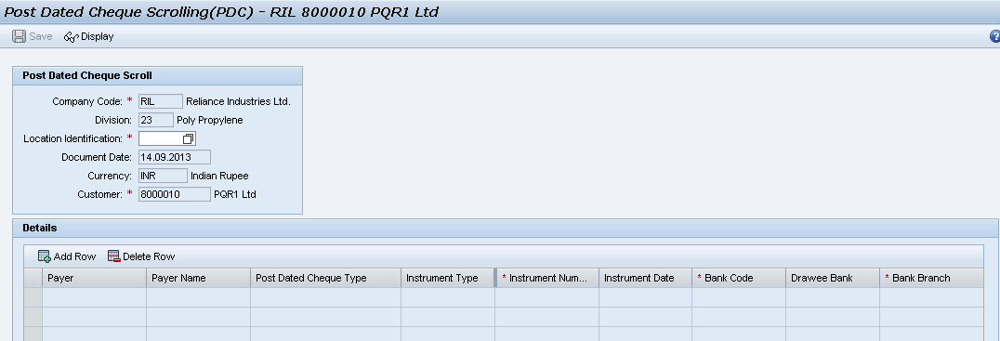 Post Dated Cheque Scrolling(PDC) - RIL 8000010 PQR1 Ltd
Save Display
Post Dated Cheque Scroll
Company Code: * RIL Reliance Industries Ltd.
Division: 23 Poly Propylene
Location Identification: *
Document Date: 14.09.2013
Currency: INR Indian Rupee
Customer: * 8000010 PQR1 Ltd
Details
Add Row Delete Row
Payer Payer Name Post Dated Cheque Type Instrument Type * Instrument Num... Instrument Date * Bank Code Drawee Bank * Bank Branch